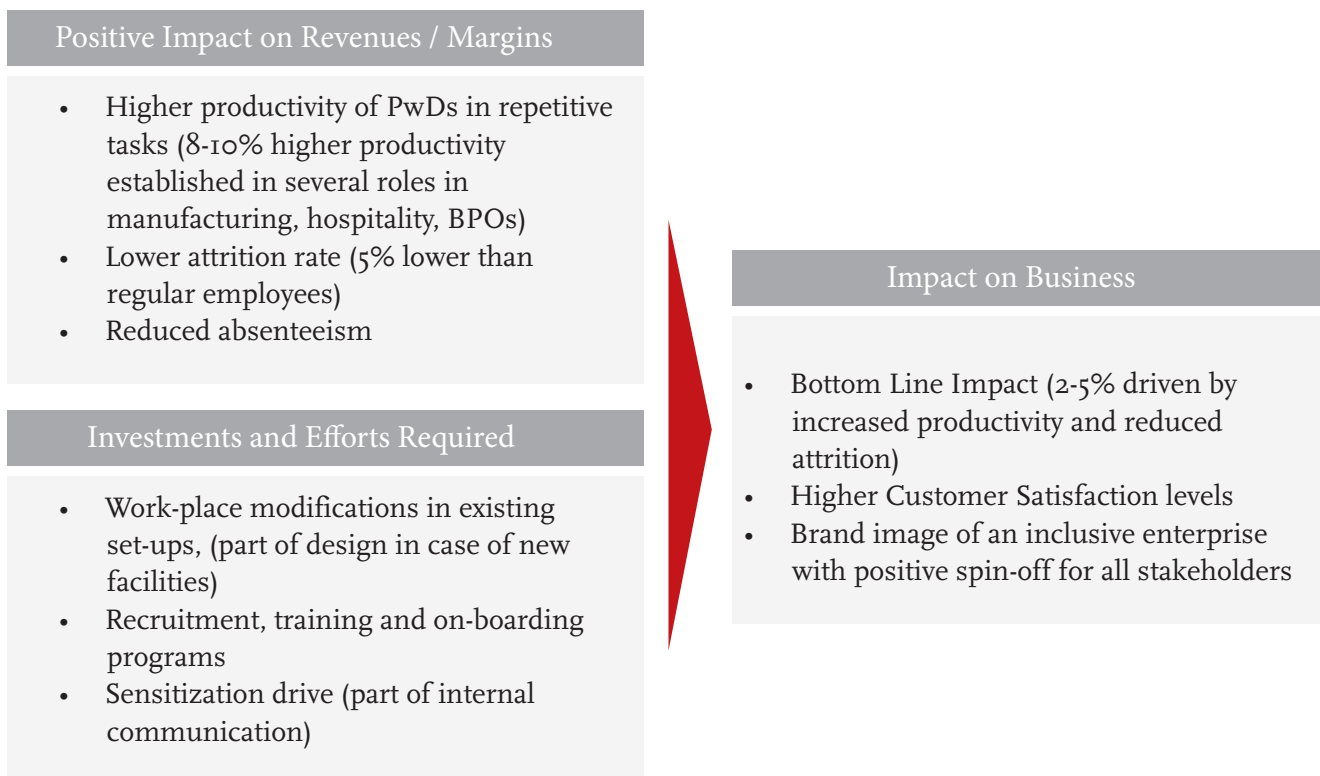 Positive Impact on Revenues / Margins
• Higher productivity of PwDs in repetitive
tasks (8-10% higher productivity
established in several roles in
manufacturing, hospitality, BPOs)
• Lower attrition rate (5% lower than
regular employees)
• Reduced absenteeism
Investments and Efforts Required
• Work-place modifications in existing
set-ups, (part of design in case of new
facilities)
• Recruitment, training and on-boarding
programs
• Sensitization drive (part of internal
communication)
Impact on Business
• Bottom Line Impact (2-5% driven by
increased productivity and reduced
attrition)
• Higher Customer Satisfaction levels
• Brand image of an inclusive enterprise
with positive spin-off for all stakeholders